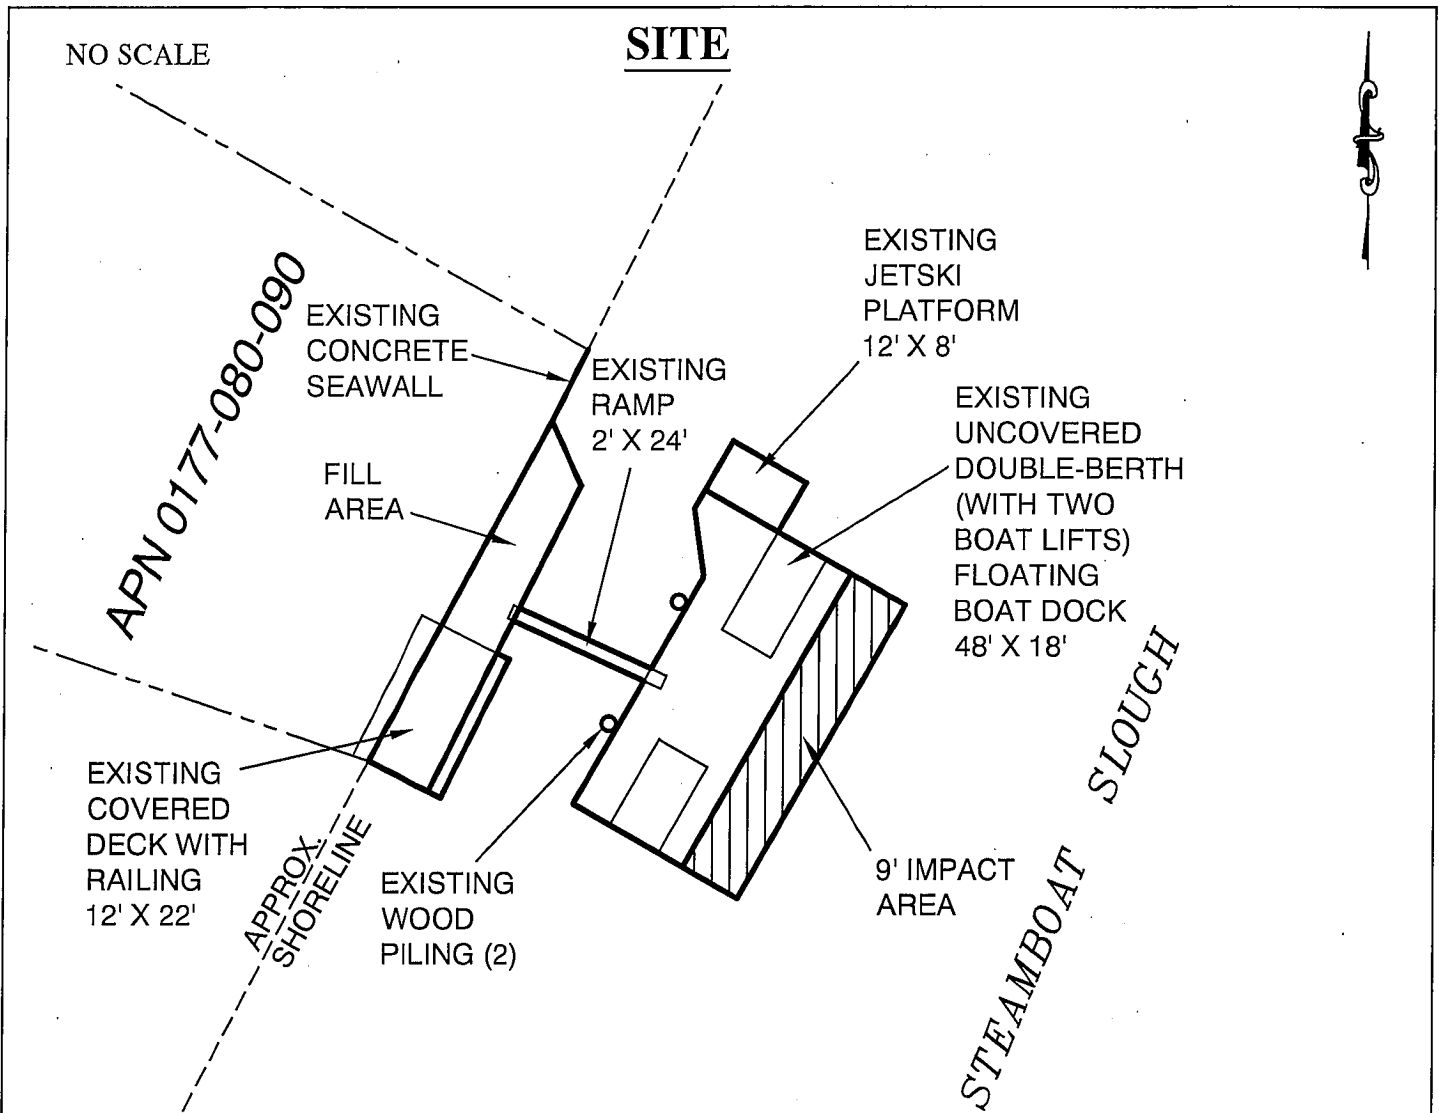 NO SCALE
SITE
APN 0177-080-090
EXISTING
CONCRETE
SEAWALL
EXISTING
RAMP
2' X 24'
EXISTING
JETSKI
PLATFORM
12' X 8'
EXISTING
UNCOVERED
DOUBLE-BERTH
(WITH TWO
BOAT LIFTS)
FLOATING
BOAT DOCK
48' X 18'
FILL
AREA
EXISTING
COVERED
DECK WITH
RAILING
12' X 22'
APPROX.
SHORELINE
EXISTING
WOOD
PILING (2)
9' IMPACT
AREA
STEAMBOAT SLOUGH